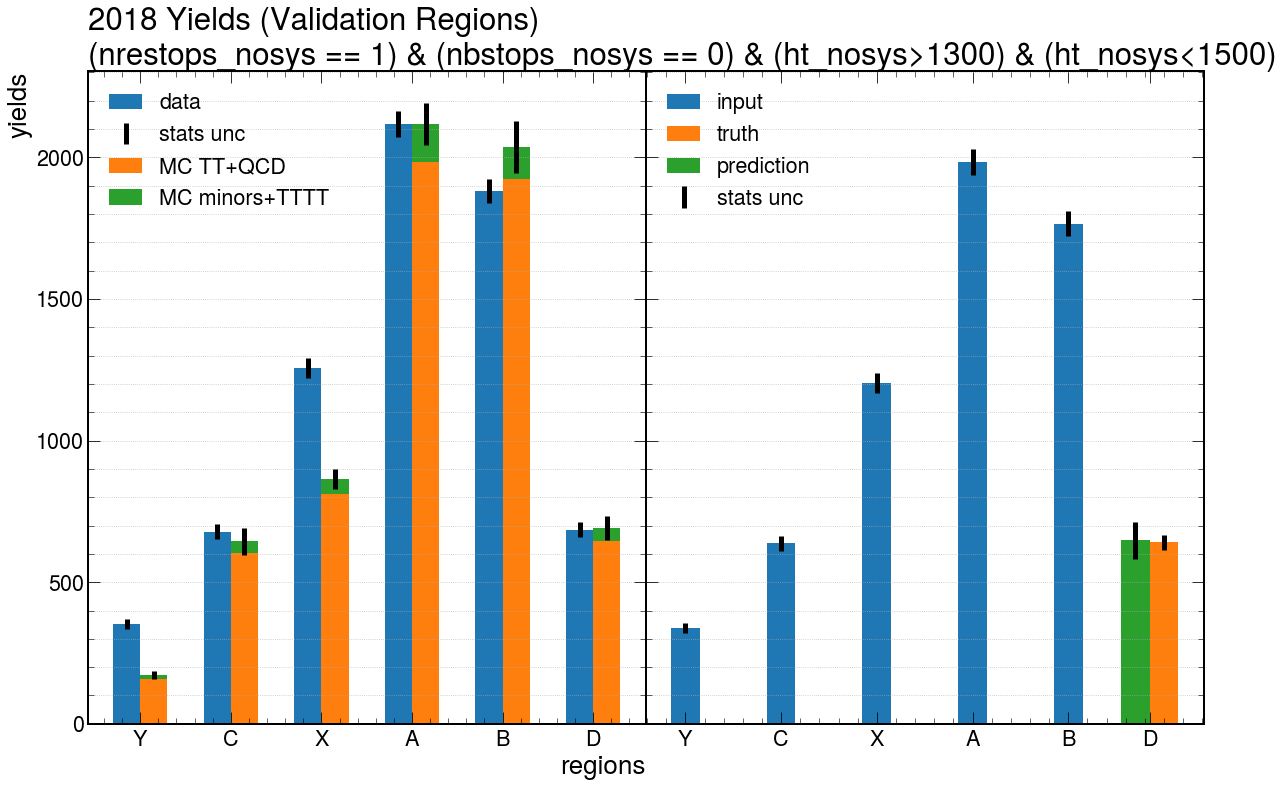 2018 Yields (Validation Regions)
(nrestops_nosys == 1) & (nbstops_nosys == 0) & (ht_nosys>1300) & (ht_nosys<1500)
yields
data
stats unc
MC TT+QCD
MC minors+TTTT
input
truth
prediction
stats unc
2000
1500
1000
500
0
Y C X A B D
Y C X A B D
regions